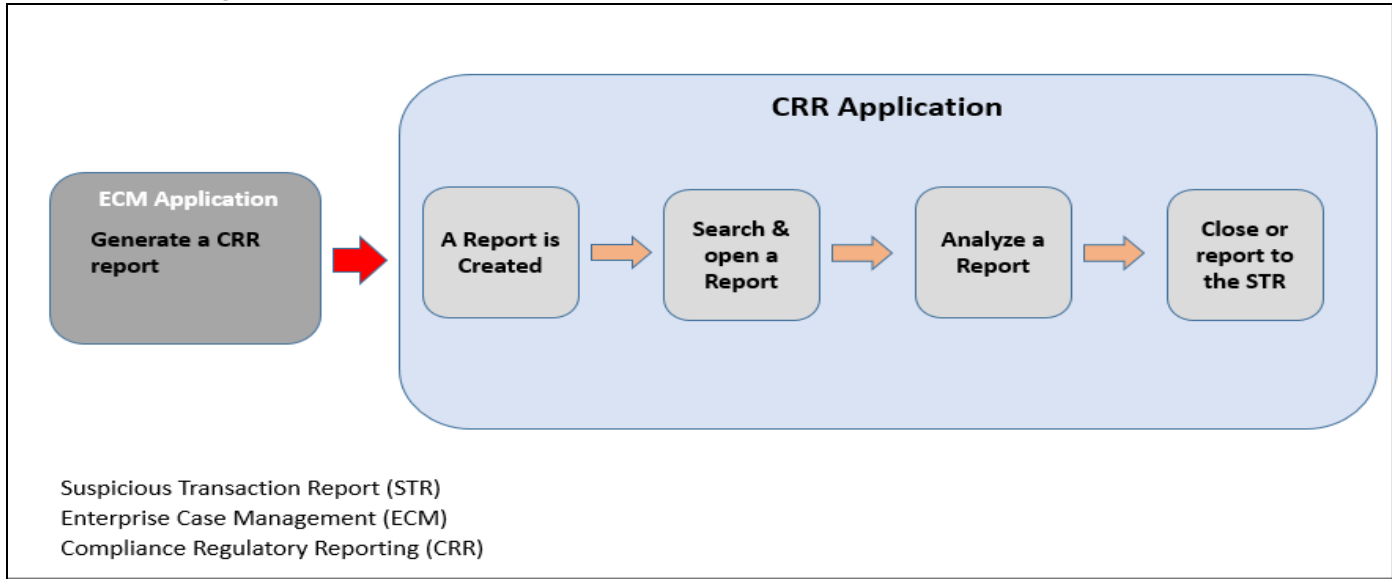 CRR Application
ECM Application
Generate a CRR
report
A Report is
Created
Search &
open a
Report
Analyze a
Report
Close or
report to
the STR
Suspicious Transaction Report (STR)
Enterprise Case Management (ECM)
Compliance Regulatory Reporting (CRR)